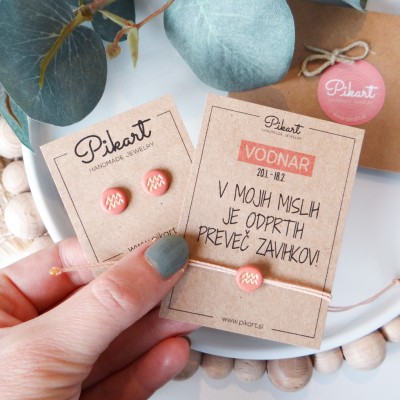 Pikart
HANDMADE JEWELRY
www.pikart
Pikart
HANDMADE JEWELRY
VODNAR
20.1.-18.2.
V MOJIH MISLIH
JE ODPRTIH
PREVEČ ZAVIHKOV!
www.pikart.si
Pikart